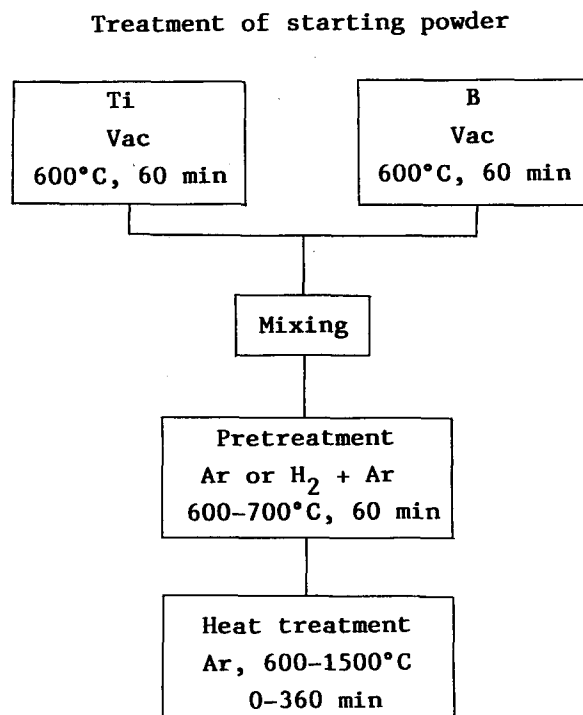 Treatment of starting powder
Ti
Vac
600°C, 60 min
B
Vac
600°C, 60 min
Mixing
Pretreatment
Ar or H2 + Ar
600-700°C, 60 min
Heat treatment
Ar, 600-1500°C
0-360 min